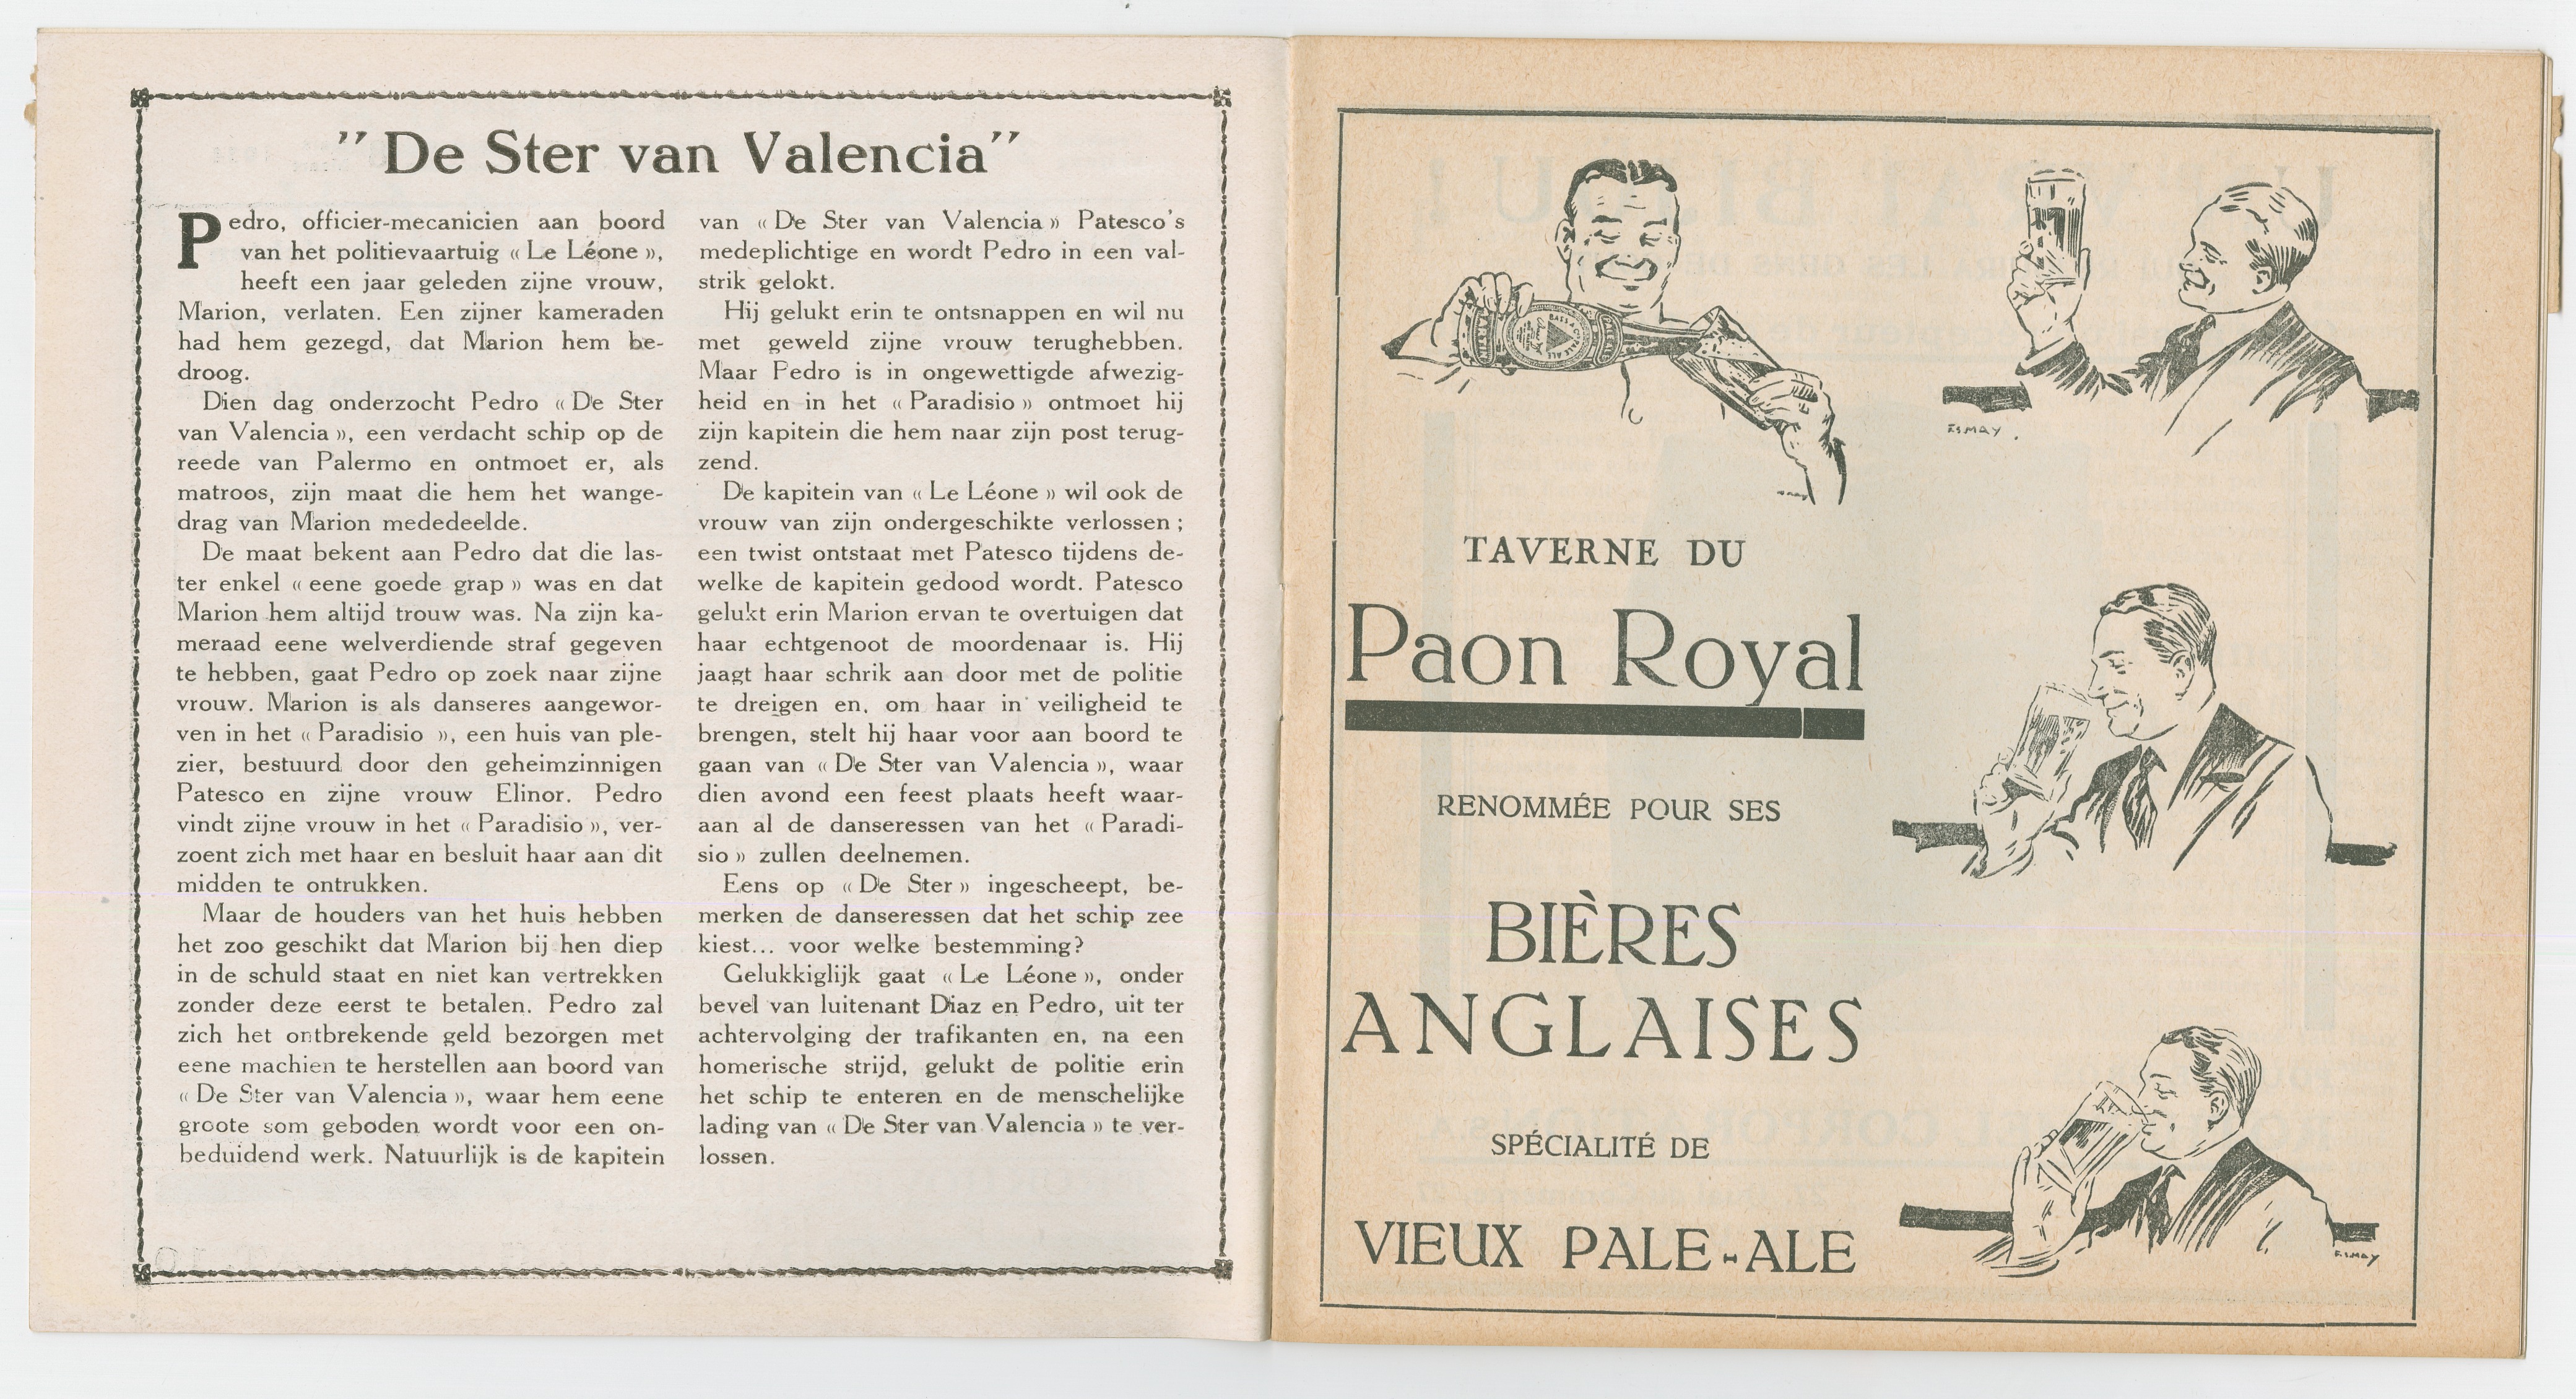 "De Ster van Valencia"
Pedro, officier-mecanicien aan boord
van het politievaartuig « Le Léone »,
heeft een jaar geleden zijne vrouw,
Marion, verlaten. Een zijner kameraden
had hem gezegd, dat Marion hem be-
droog.
Dien dag onderzocht Pedro « De Ster
van Valencia », een verdacht schip op de
reede van Palermo en ontmoet er, als
matroos, zijn maat die hem het wange-
drag van Marion mededeelde.
De maat bekent aan Pedro dat die las-
ter enkel « eene goede grap » was en dat
Marion hem altijd trouw was. Na zijn ka-
meraad eene welverdiende straf gegeven
te hebben, gaat Pedro op zoek naar zijne
vrouw. Marion is als danseres aangewor-
ven in het « Paradisio », een huis van ple-
zier, bestuurd door den geheimzinnigen
Patesco en zijne vrouw Elinor. Pedro
vindt zijne vrouw in het « Paradisio », ver-
zoent zich met haar en besluit haar aan dit
midden te ontrukken.
Maar de houders van het huis hebben
het zoo geschikt dat Marion bij hen diep
in de schuld staat en niet kan vertrekken
zonder deze eerst te betalen. Pedro zal
zich het ontbrekende geld bezorgen met
eene machien te herstellen aan boord van
« De Ster van Valencia », waar hem eene
groote som geboden wordt voor een on-
beduidend werk. Natuurlijk is de kapitein
van « De Ster van Valencia » Patesco's
medeplichtige en wordt Pedro in een val-
strik gelokt.
Hij gelukt erin te ontsnappen en wil nu
met geweld zijne vrouw terughebben.
Maar Pedro is in ongewettigde afwezig-
heid en in het « Paradisio » ontmoet hij
zijn kapitein die hem naar zijn post terug-
zend.
De kapitein van « Le Léone » wil ook de
vrouw van zijn ondergeschikte verlossen ;
een twist ontstaat met Patesco tijdens de-
welke de kapitein gedood wordt. Patesco
gelukt erin Marion ervan te overtuigen dat
haar echtgenoot de moordenaar is. Hij
jaagt haar schrik aan door met de politie
te dreigen en, om haar in veiligheid te
brengen, stelt hij haar voor aan boord te
gaan van « De Ster van Valencia », waar
dien avond een feest plaats heeft waar-
aan al de danseressen van het « Paradi-
sio » zullen deelnemen.
Eens op « De Ster » ingescheept, be-
merken de danseressen dat het schip zee
kiest... voor welke bestemming?
Gelukkiglijk gaat « Le Léone », onder
bevel van luitenant Diaz en Pedro, uit ter
achtervolging der trafikanten en, na een
homerische strijd, gelukt de politie erin
het schip te enteren en de menschelijke
lading van « De Ster van Valencia » te ver-
lossen.
F.S MAY.
TAVERNE DU
Paon Royal
RENOMMÉE POUR SES
BIÈRES
ANGLAISES
SPÉCIALITÉ DE
VIEUX PALE-ALE
F.S MAY